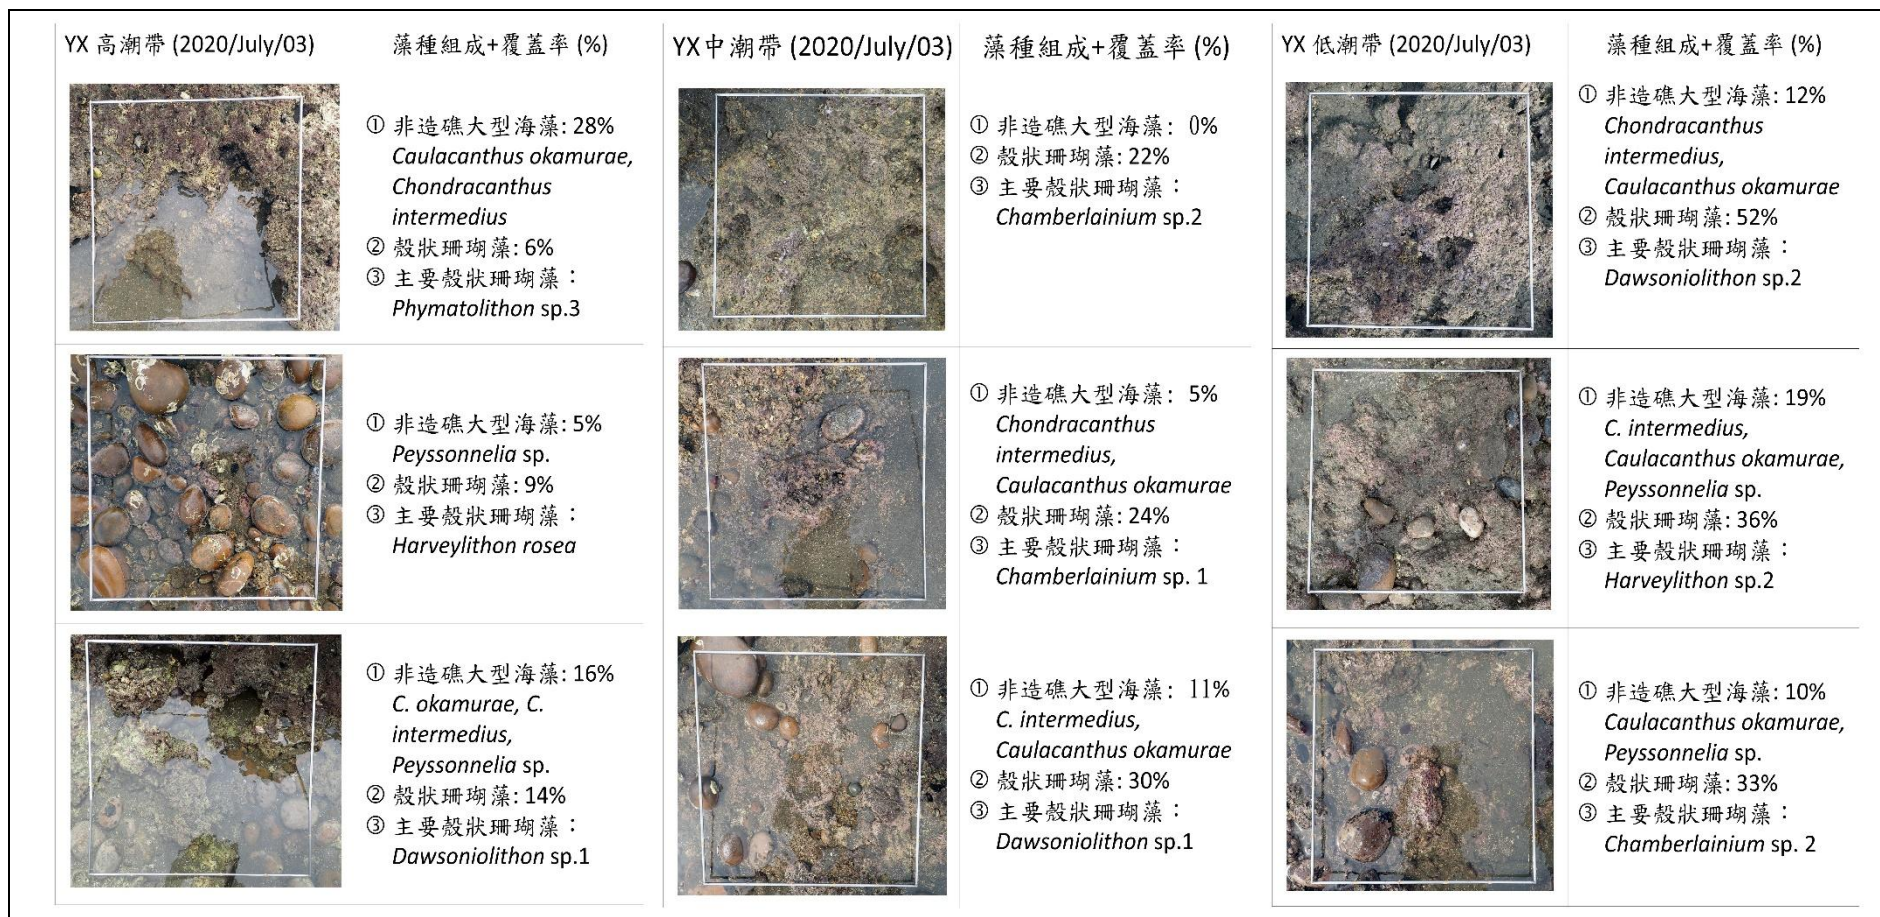 YX 高潮帶 (2020/July/03)
藻種組成+覆蓋率 (%)
① 非造礁大型海藻: 28%
Caulacanthus okamurae,
Chondracanthus
intermedius
② 殼狀珊瑚藻: 6%
③ 主要殼狀珊瑚藻：
Phymatolithon sp.3
① 非造礁大型海藻: 5%
Peyssonnelia sp.
② 殼狀珊瑚藻: 9%
③ 主要殼狀珊瑚藻：
Harveylithon rosea
① 非造礁大型海藻: 16%
C. okamurae, C.
intermedius,
Peyssonnelia sp.
② 殼狀珊瑚藻: 14%
③ 主要殼狀珊瑚藻：
Dawsoniolithon sp.1
YX中潮帶 (2020/July/03)
藻種組成+覆蓋率 (%)
① 非造礁大型海藻: 0%
② 殼狀珊瑚藻: 22%
③ 主要殼狀珊瑚藻：
Chamberlainium sp.2
① 非造礁大型海藻: 5%
Chondracanthus
intermedius,
Caulacanthus okamurae
② 殼狀珊瑚藻: 24%
③ 主要殼狀珊瑚藻：
Chamberlainium sp. 1
① 非造礁大型海藻: 11%
C. intermedius,
Caulacanthus okamurae
② 殼狀珊瑚藻: 30%
③ 主要殼狀珊瑚藻：
Dawsoniolithon sp.1
YX 低潮帶 (2020/July/03)
藻種組成+覆蓋率 (%)
① 非造礁大型海藻: 12%
Chondracanthus
intermedius,
Caulacanthus okamurae
② 殼狀珊瑚藻: 52%
③ 主要殼狀珊瑚藻：
Dawsoniolithon sp.2
① 非造礁大型海藻: 19%
C. intermedius,
Caulacanthus okamurae,
Peyssonnelia sp.
② 殼狀珊瑚藻: 36%
③ 主要殼狀珊瑚藻：
Harveylithon sp.2
① 非造礁大型海藻: 10%
Caulacanthus okamurae,
Peyssonnelia sp.
② 殼狀珊瑚藻: 33%
③ 主要殼狀珊瑚藻：
Chamberlainium sp. 2